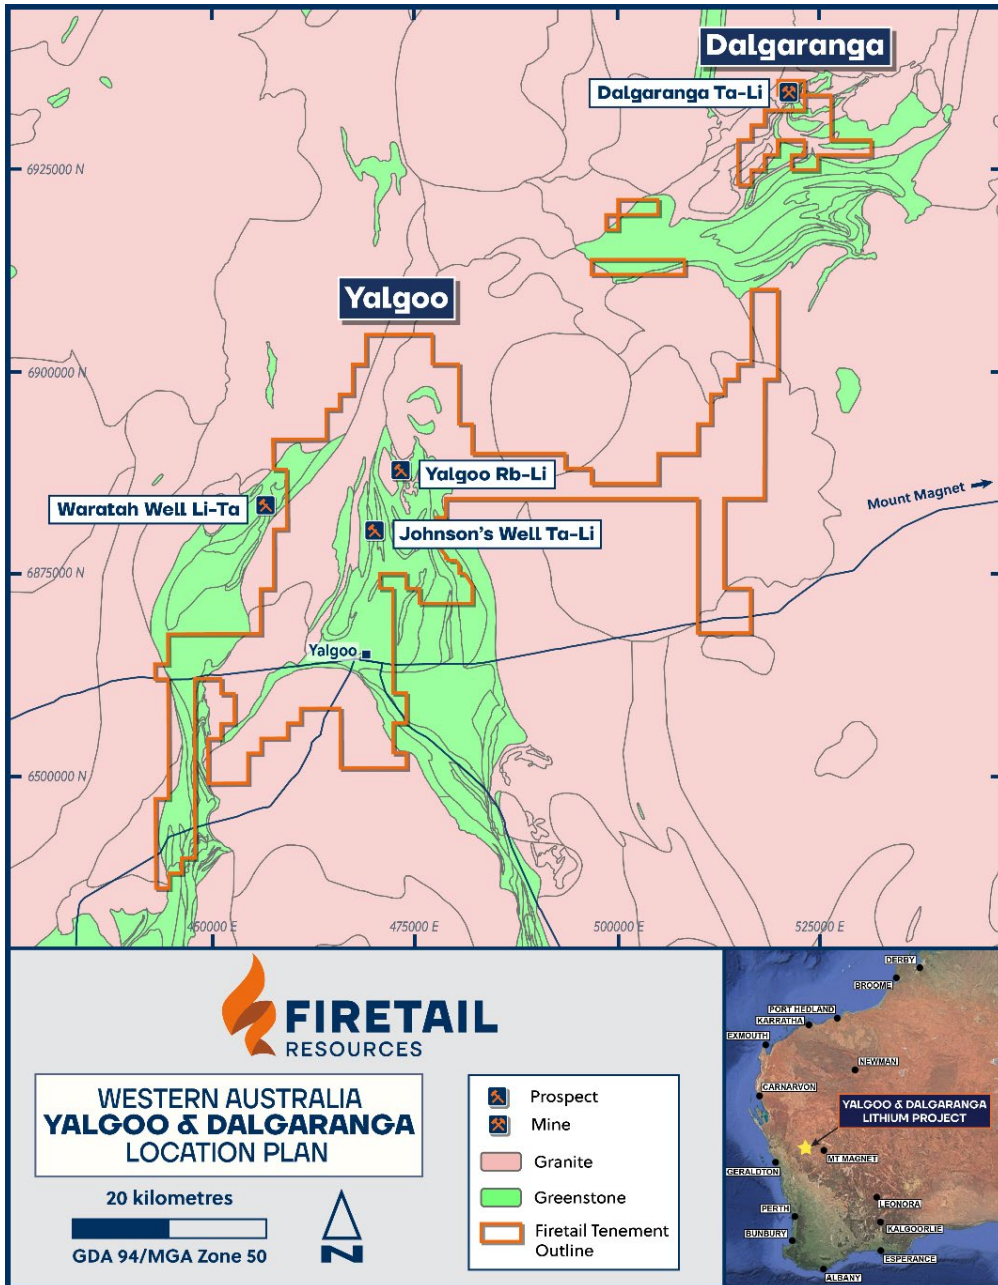 Dalgaranga
Dalgaranga Ta-Li
6925000 N
Yalgoo
6900000 N
Yalgoo Rb-Li
Waratah Well Li-Ta
Mount Magnet
Johnson's Well Ta-Li
6875000 N
Yalgoo
6500000 N
450000 E
475000 E
500000 E
525000 E
FIRETAIL
RESOURCES
WESTERN AUSTRALIA
YALGOO & DALGARANGA
LOCATION PLAN
20 kilometres
GDA 94/MGA Zone 50
N
Prospect
Mine
Granite
Greenstone
Firetail Tenement
Outline
DERBY
BROOME
PORT HEDLAND
KARRATHA
EXMOUTH
NEWMAN
CARNARVON
YALGOO & DALGARANGA
LITHIUM PROJECT
MT MAGNET
GERALDTON
LEONORA
PERTH
KALGOORLIE
BUNBURY
ESPERANCE
ALBANY